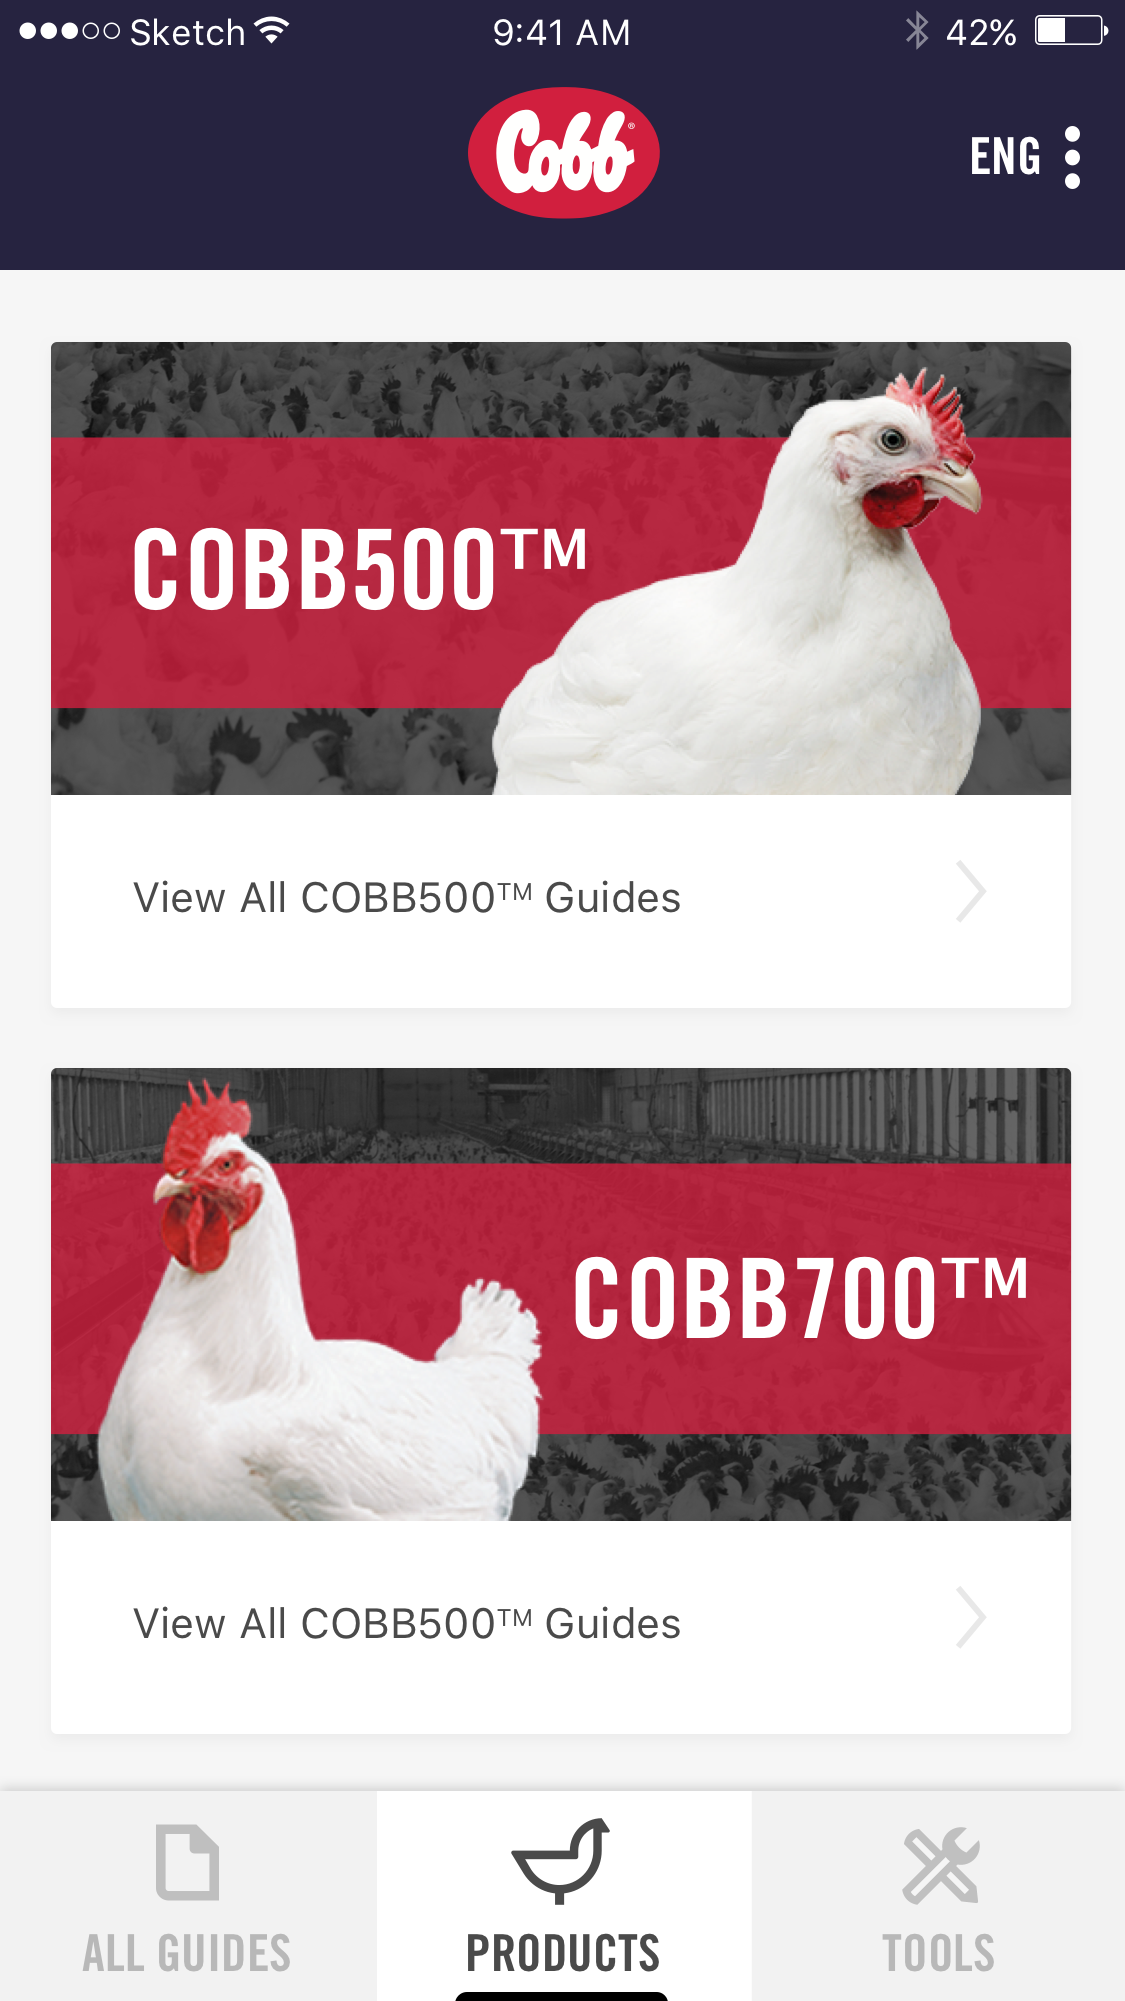 Sketch 9:41 AM 42%
Cobb®
ENG
COBB500™
View All COBB500™ Guides
COBB700™
View All COBB500™ Guides
ALL GUIDES PRODUCTS TOOLS